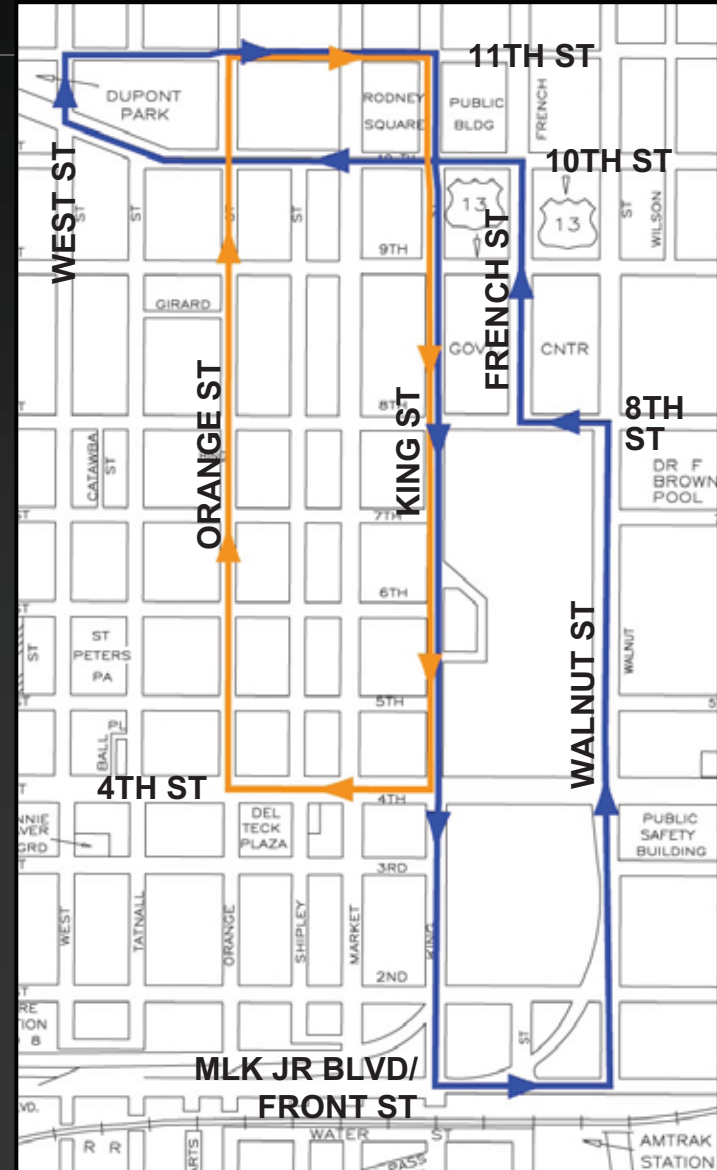 11TH ST
DUPONT
PARK
RODNEY
SQUARE
PUBLIC
BLDG
FRENCH
10TH ST
WEST ST
ST
ST
ST
13
13
ST
WILSON
9TH
FRENCH ST
GIRARD
CNTR
ORANGE ST
KING ST
8TH
8TH
ST
CATAWBA
ST
DR F
BROWN
POOL
7TH
6TH
ST
ST
PETERS
PA
WALNUT ST
WALNUT
5TH
5
PL
BALL
4TH ST
4TH
DEL
TECK
PLAZA
PUBLIC
SAFETY
BUILDING
3RD
WEST
TATNALL
ORANGE
SHIPLEY
MARKET
KING
2ND
ST
8
MLK JR BLVD/
FRONT ST
WATER ST
R R
AMTRAK
STATION